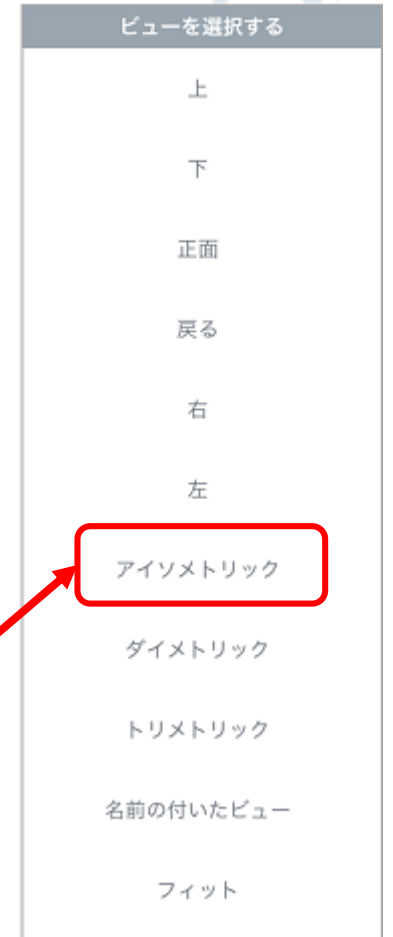 ビューを選択する
上
下
正面
戻る
右
左
アイソメトリック
ダイメトリック
トリメトリック
名前の付いたビュー
フィット